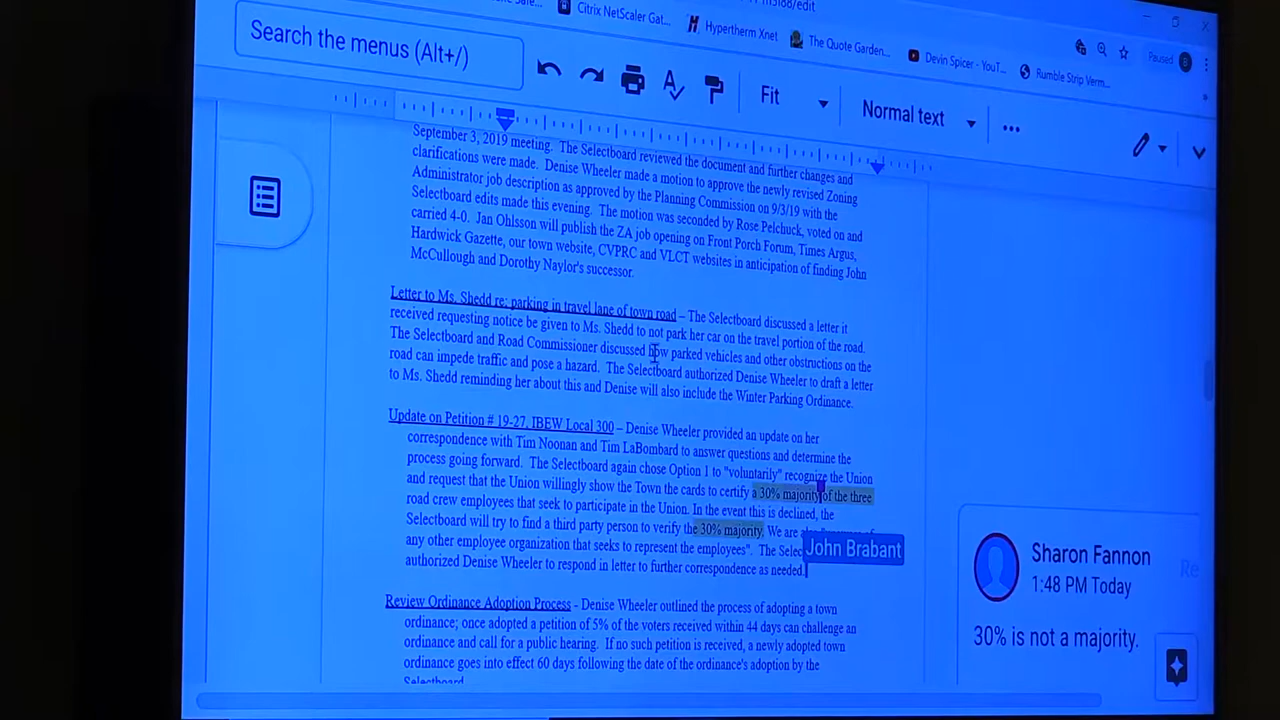 Citrix NetScaler Gat...
Hypertherm Xnet
The Quote Garden...
Devin Spicer - YouT...
Rumble Strip Verm...
Paused
Search the menus (Alt+/)
Fit
Normal text
September 3, 2019 meeting. The Selectboard reviewed the document and further changes and
clarifications were made. Denise Wheeler made a motion to approve the newly revised Zoning
Administrator job description as approved by the Planning Commission on 9/3/19 with the
Selectboard edits made this evening. The motion was seconded by Rose Pelchuck, voted on and
carried 4-0. Jan Ohlsson will publish the ZA job opening on Front Porch Forum, Times Argus,
Hardwick Gazette, our town website, CVPRC and VLCT websites in anticipation of finding John
McCullough and Dorothy Naylor's successor.
Letter to Ms. Shedd re: parking in travel lane of town road – The Selectboard discussed a letter it
received requesting notice be given to Ms. Shedd to not park her car on the travel portion of the road.
The Selectboard and Road Commissioner discussed how parked vehicles and other obstructions on the
road can impede traffic and pose a hazard. The Selectboard authorized Denise Wheeler to draft a letter
to Ms. Shedd reminding her about this and Denise will also include the Winter Parking Ordinance.
Update on Petition # 19-27, IBEW Local 300 – Denise Wheeler provided an update on her
correspondence with Tim Noonan and Tim LaBombard to answer questions and determine the
process going forward. The Selectboard again chose Option 1 to "voluntarily" recognize the Union
and request that the Union willingly show the Town the cards to certify a 30% majority of the three
road crew employees that seek to participate in the Union. In the event this is declined, the
Selectboard will try to find a third party person to verify the 30% majority. We are
any other employee organization that seeks to represent the employees". The Selec
John Brabant
authorized Denise Wheeler to respond in letter to further correspondence as needed.
Review Ordinance Adoption Process - Denise Wheeler outlined the process of adopting a town
ordinance; once adopted a petition of 5% of the voters received within 44 days can challenge an
ordinance and call for a public hearing. If no such petition is received, a newly adopted town
ordinance goes into effect 60 days following the date of the ordinance's adoption by the
Selectboard
Sharon Fannon
Re
1:48 PM Today
30% is not a majority.